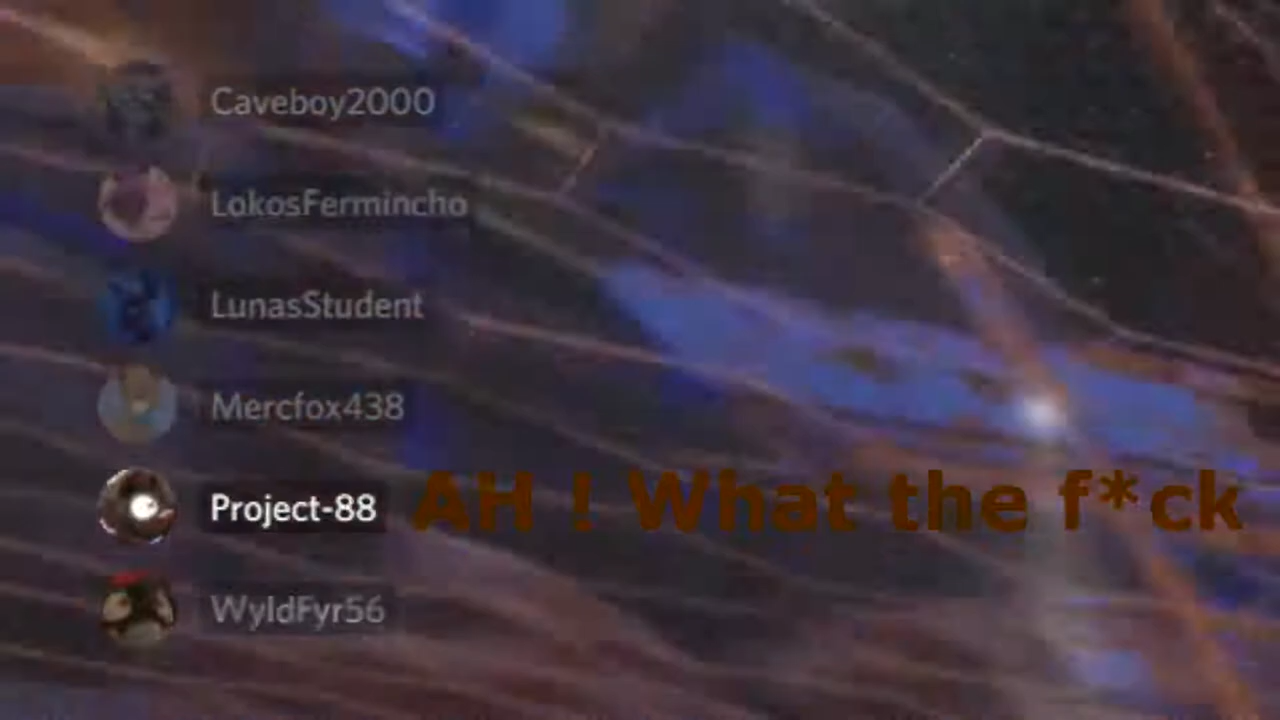 Caveboy2000
LokosFermincho
LunasStudent
Mercfox438
Project-88 AH ! What the f*ck
WyldFyr56